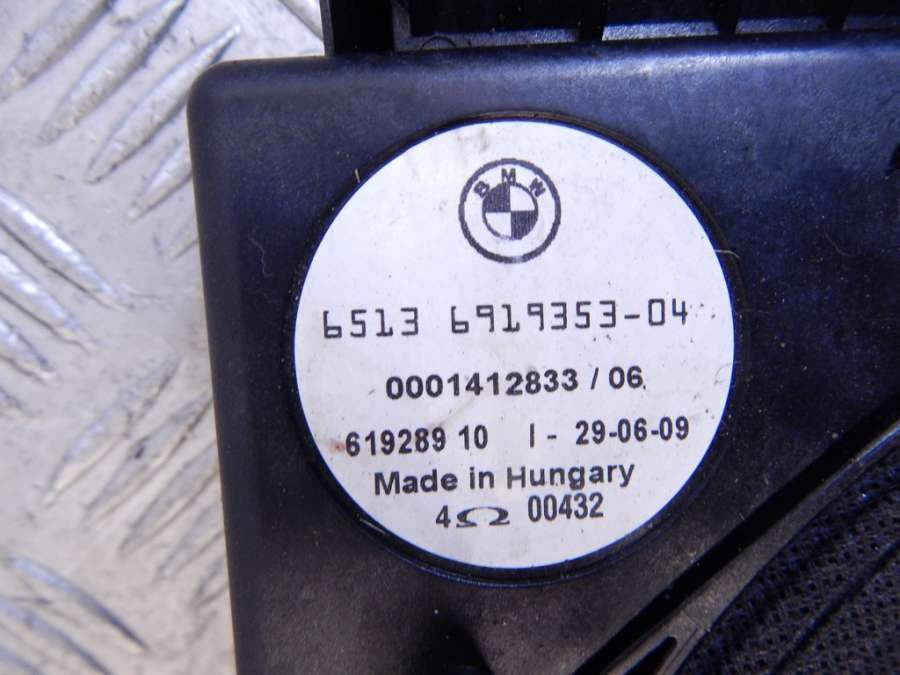 BMW
6513 6919353-04
0001412833 / 06
619289 10 I - 29-06-09
Made in Hungary
4Ω 00432